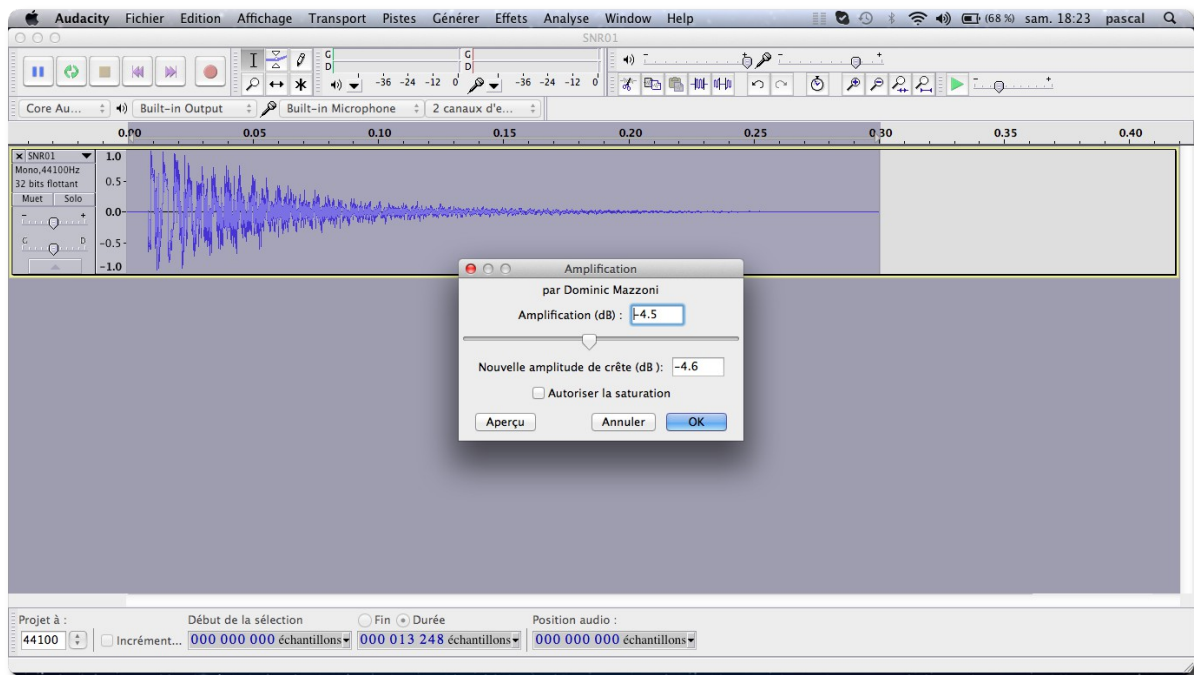 Audacity Fichier Edition Affichage Transport Pistes Générer Effets Analyse Window Help (68 %) sam. 18:23 pascal
SNR01
G
D
-36 -24 -12 0
G
D
-36 -24 -12 0
Core Au... Built-in Output Built-in Microphone 2 canaux d'e...
0.00 0.05 0.10 0.15 0.20 0.25 0.30 0.35 0.40
SNR01
Mono,44100Hz
32 bits flottant
Muet Solo
- +
G D
1.0
0.5
0.0
-0.5
-1.0
Amplification
par Dominic Mazzoni
Amplification (dB) : -4.5
Nouvelle amplitude de crête (dB ): -4.6
Autoriser la saturation
Aperçu Annuler OK
Projet à : Début de la sélection Fin Durée Position audio :
44100 Incrément... 000 000 000 échantillons 000 013 248 échantillons 000 000 000 échantillons